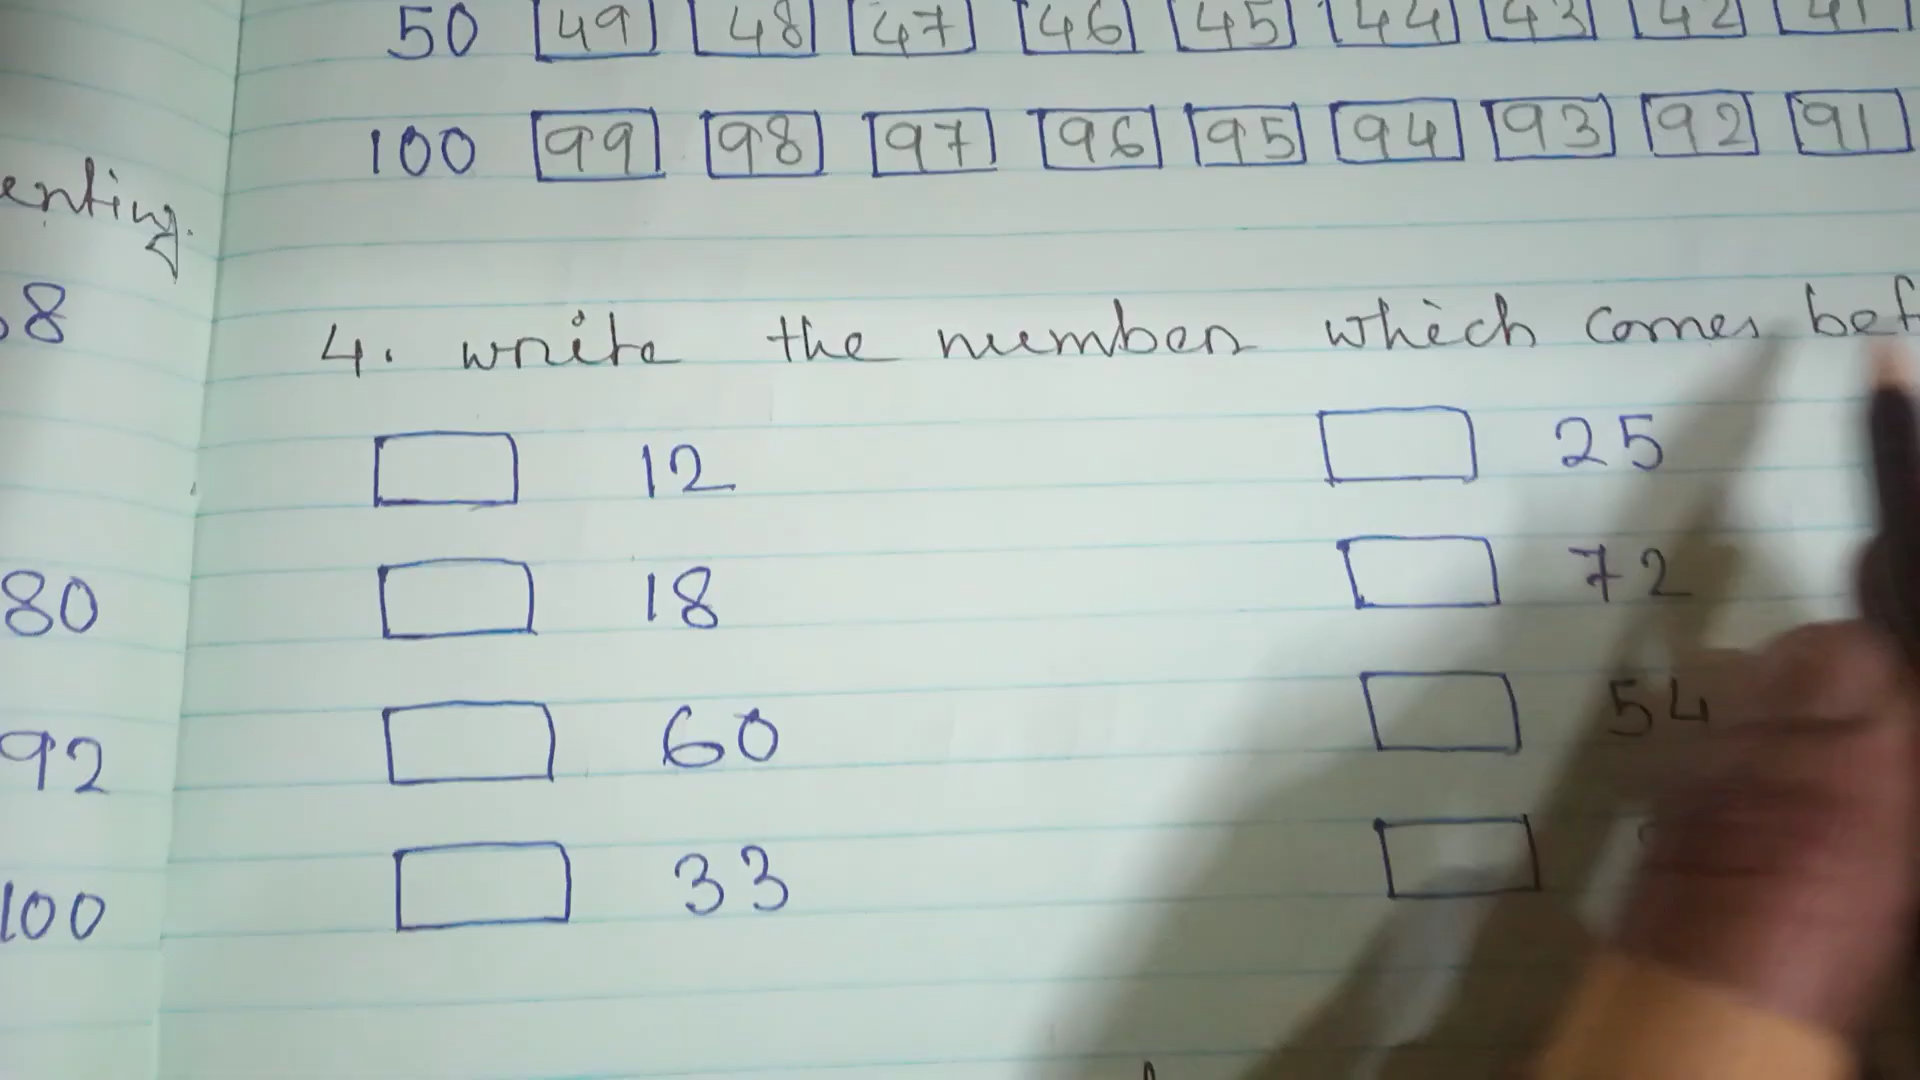 50 49 48 47 46 45 44 43 42 41
100 99 98 97 96 95 94 93 92 91
enting.
8
4. write the number which comes bef
12 25
18 72
80
60 54
92
33
100